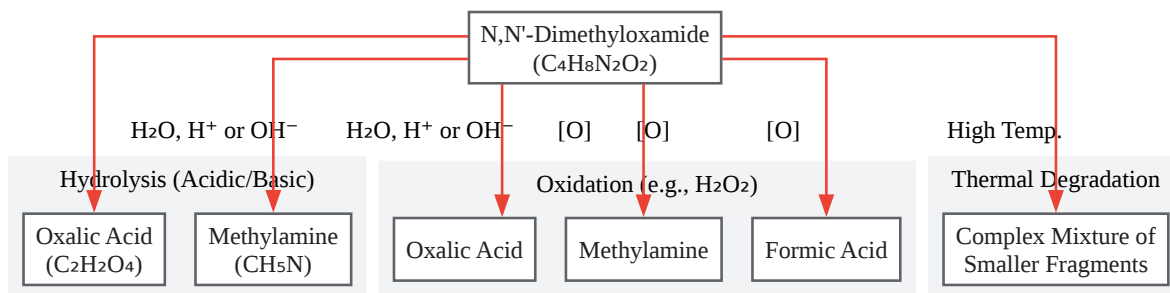 N,N'-Dimethyloxamide
(C₄H₈N₂O₂)
H₂O, H⁺ or OH⁻
H₂O, H⁺ or OH⁻
[O]
[O]
[O]
High Temp.
Hydrolysis (Acidic/Basic)
Oxidation (e.g., H₂O₂)
Thermal Degradation
Oxalic Acid
(C₂H₂O₄)
Methylamine
(CH₅N)
Oxalic Acid
Methylamine
Formic Acid
Complex Mixture of
Smaller Fragments